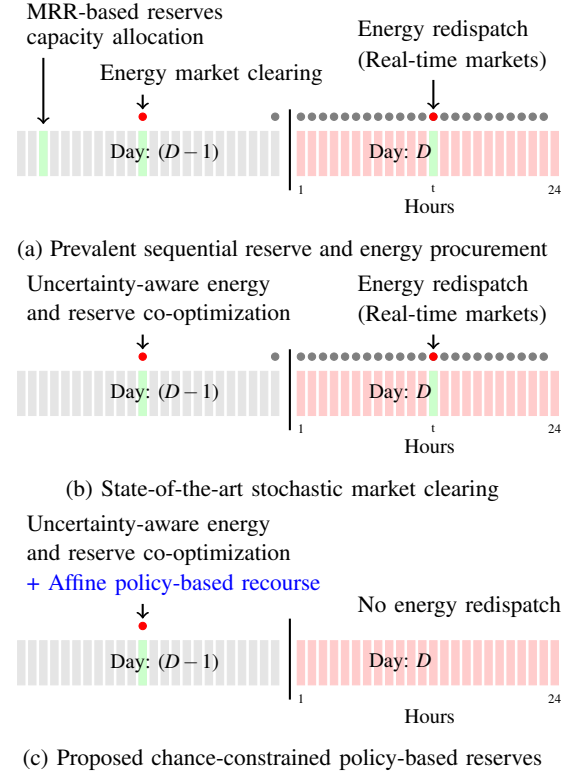 MRR-based reserves
capacity allocation
Energy market clearing
Energy redispatch
(Real-time markets)
Day: (D−1)
Day: D
1
t
24
Hours
(a) Prevalent sequential reserve and energy procurement
Uncertainty-aware energy
and reserve co-optimization
Energy redispatch
(Real-time markets)
Day: (D−1)
Day: D
1
t
24
Hours
(b) State-of-the-art stochastic market clearing
Uncertainty-aware energy
and reserve co-optimization
+ Affine policy-based recourse
No energy redispatch
Day: (D−1)
Day: D
1
24
Hours
(c) Proposed chance-constrained policy-based reserves